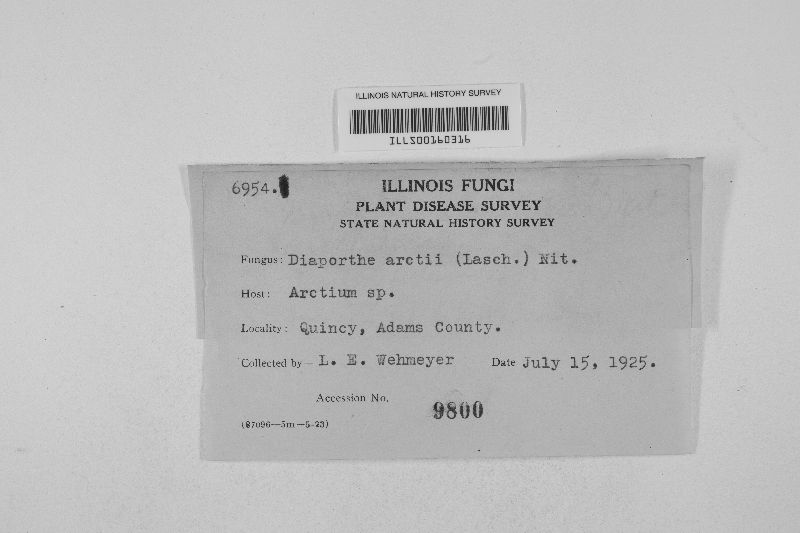 ILLINOIS NATURAL HISTORY SURVEY
ILLS00160316
6954.
ILLINOIS FUNGI
PLANT DISEASE SURVEY
STATE NATURAL HISTORY SURVEY
Fungus: Diaporthe arctii (Lasch.) Nit.
Host: Arctium sp.
Locality: Quincy, Adams County.
Collected by— L. E. Wehmeyer Date July 15, 1925.
Accession No. 9800
(87096—5m—5-23)